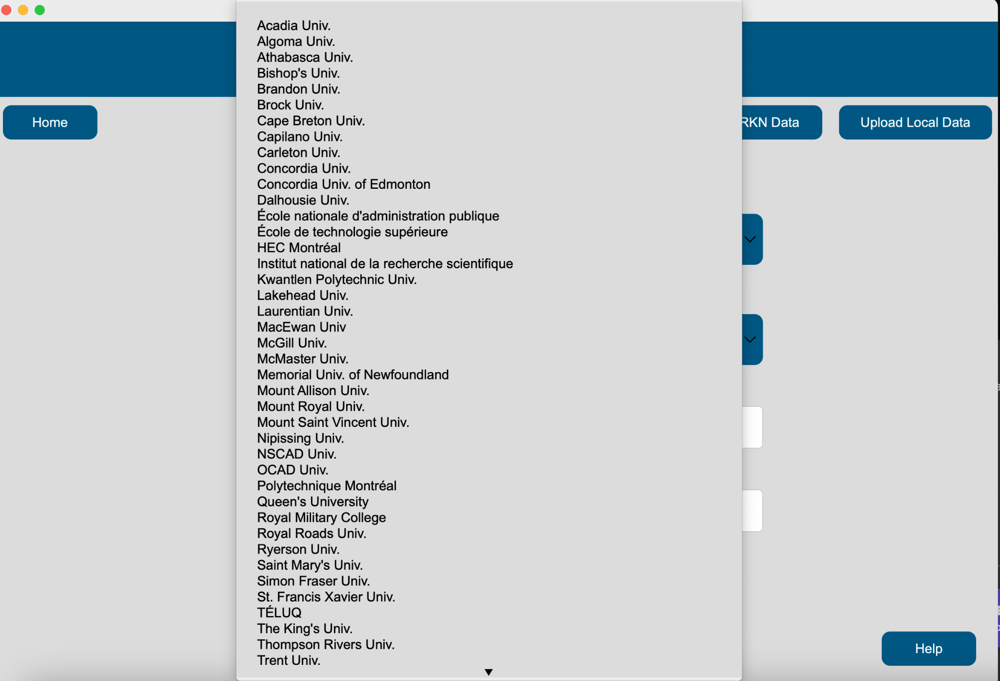 Acadia Univ.
Algoma Univ.
Athabasca Univ.
Bishop's Univ.
Brandon Univ.
Brock Univ.
Cape Breton Univ.
Capilano Univ.
Carleton Univ.
Concordia Univ.
Concordia Univ. of Edmonton
Dalhousie Univ.
École nationale d'administration publique
École de technologie supérieure
HEC Montréal
Institut national de la recherche scientifique
Kwantlen Polytechnic Univ.
Lakehead Univ.
Laurentian Univ.
MacEwan Univ
McGill Univ.
McMaster Univ.
Memorial Univ. of Newfoundland
Mount Allison Univ.
Mount Royal Univ.
Mount Saint Vincent Univ.
Nipissing Univ.
NSCAD Univ.
OCAD Univ.
Polytechnique Montréal
Queen's University
Royal Military College
Royal Roads Univ.
Ryerson Univ.
Saint Mary's Univ.
Simon Fraser Univ.
St. Francis Xavier Univ.
TÉLUQ
The King's Univ.
Thompson Rivers Univ.
Trent Univ.
Home
RKN Data
Upload Local Data
Help